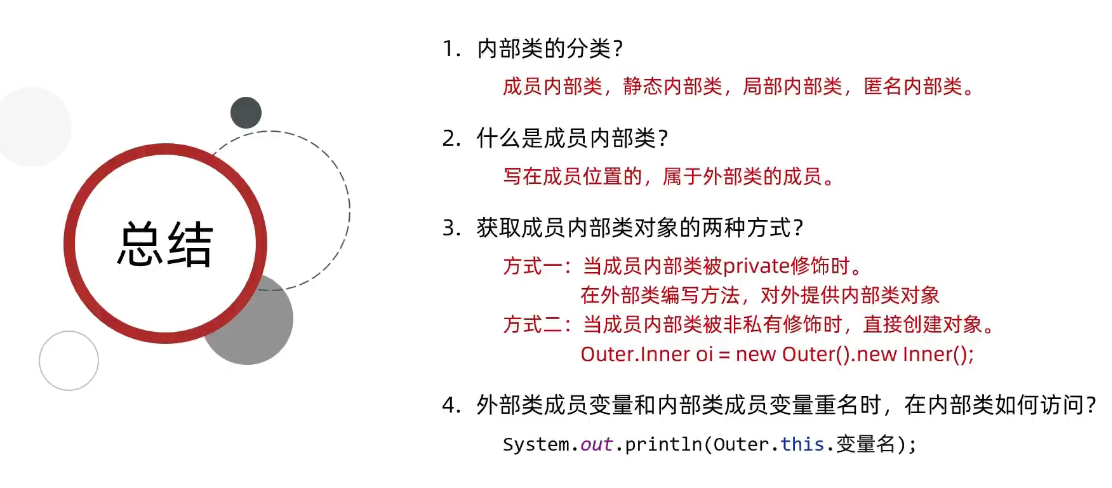 总结
1. 内部类的分类？
成员内部类，静态内部类，局部内部类，匿名内部类。
2. 什么是成员内部类？
写在成员位置的，属于外部类的成员。
3. 获取成员内部类对象的两种方式？
方式一：当成员内部类被private修饰时。
在外部类编写方法，对外提供内部类对象
方式二：当成员内部类被非私有修饰时，直接创建对象。
Outer.Inner oi = new Outer().new Inner();
4. 外部类成员变量和内部类成员变量重名时，在内部类如何访问？
System.out.println(Outer.this.变量名);